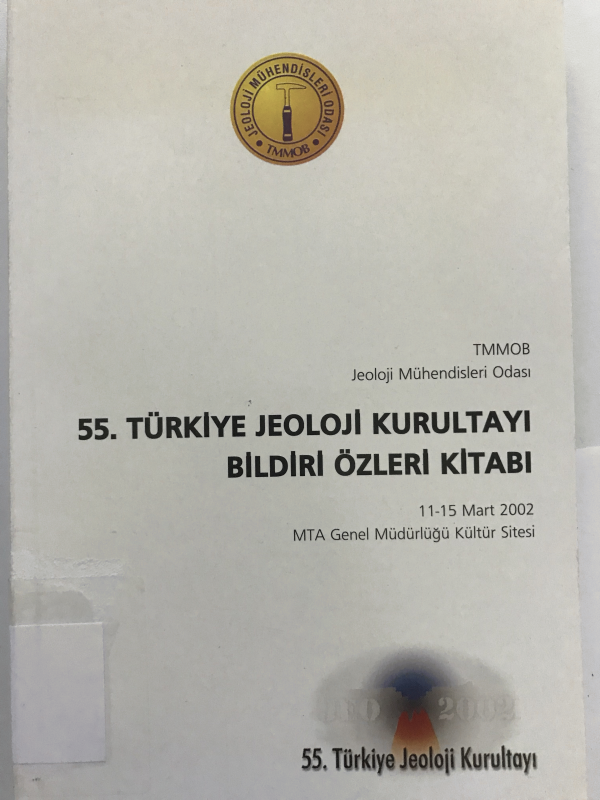 JEOLOJİ MÜHENDİSLERİ ODASI
TMMOB
TMMOB
Jeoloji Mühendisleri Odası
55. TÜRKİYE JEOLOJİ KURULTAYI
BİLDİRİ ÖZLERİ KİTABI
11-15 Mart 2002
MTA Genel Müdürlüğü Kültür Sitesi
2002
55. Türkiye Jeoloji Kurultayı